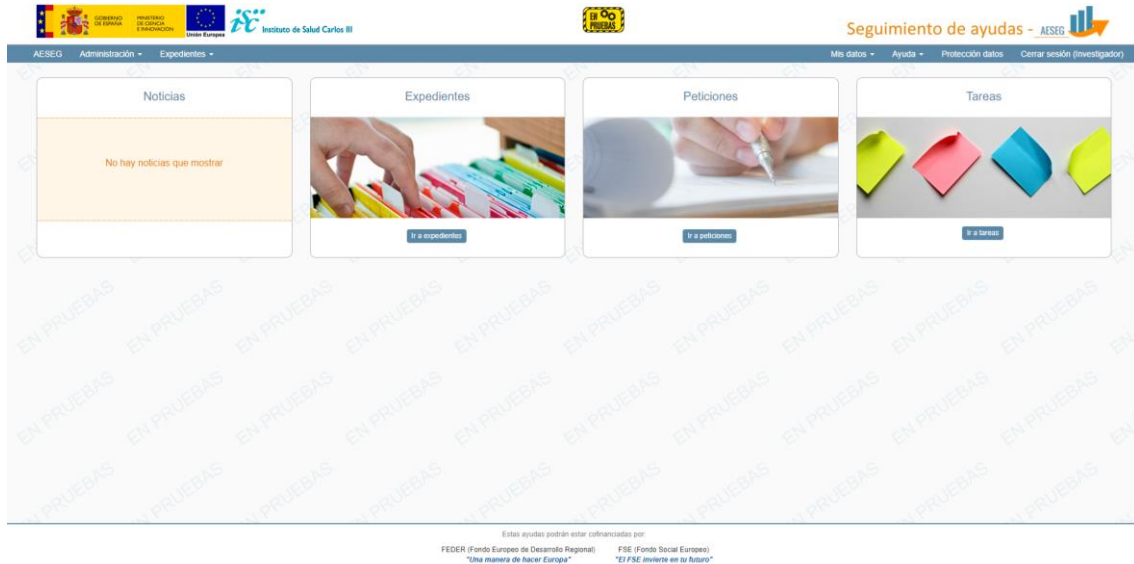 GOBIERNO DE ESPAÑA
MINISTERIO DE CIENCIA E INNOVACIÓN
Unión Europea
Instituto de Salud Carlos III
EN PRUEBAS
Seguimiento de ayudas - AESEG
AESEG Administración Expedientes Mis datos Ayuda Protección datos Cerrar sesión (Investigador)
Noticias
No hay noticias que mostrar
Expedientes
Ir a expedientes
Peticiones
Ir a peticiones
Tareas
Ir a tareas
EN PRUEBAS
Estas ayudas podrán estar cofinanciadas por
FEDER (Fondo Europeo de Desarrollo Regional) FSE (Fondo Social Europeo)
"Una manera de hacer Europa" "El FSE invierte en tu futuro"